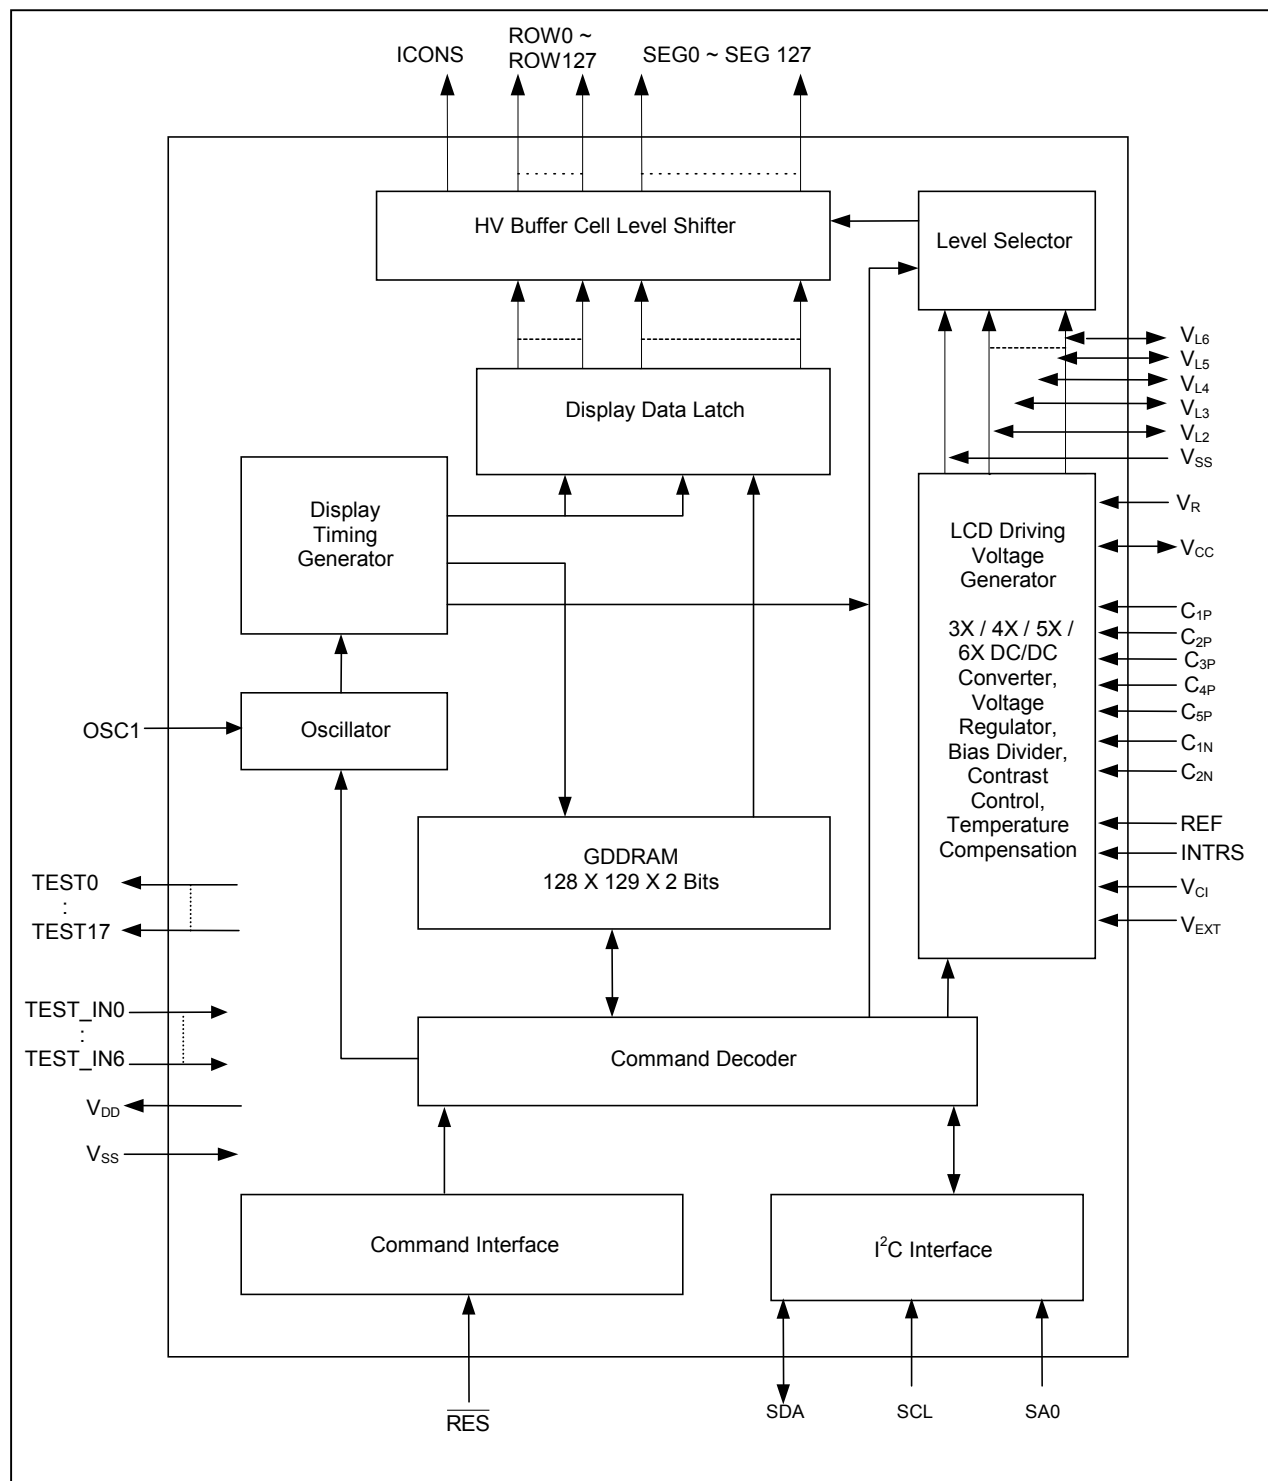 ICONS
ROW0 ~
ROW127
SEG0 ~ SEG 127
HV Buffer Cell Level Shifter
Level Selector
VL6
VL5
VL4
VL3
VL2
VSS
Display Data Latch
Display
Timing
Generator
VR
VCC
LCD Driving
Voltage
Generator
3X / 4X / 5X /
6X DC/DC
Converter,
Voltage
Regulator,
Bias Divider,
Contrast
Control,
Temperature
Compensation
C1P
C2P
C3P
C4P
C5P
C1N
C2N
REF
INTRS
VCI
VEXT
OSC1
Oscillator
GDDRAM
128 X 129 X 2 Bits
TEST0
:
TEST17
TEST_IN0
:
TEST_IN6
VDD
VSS
Command Decoder
Command Interface
I²C Interface
RES
SDA
SCL
SA0